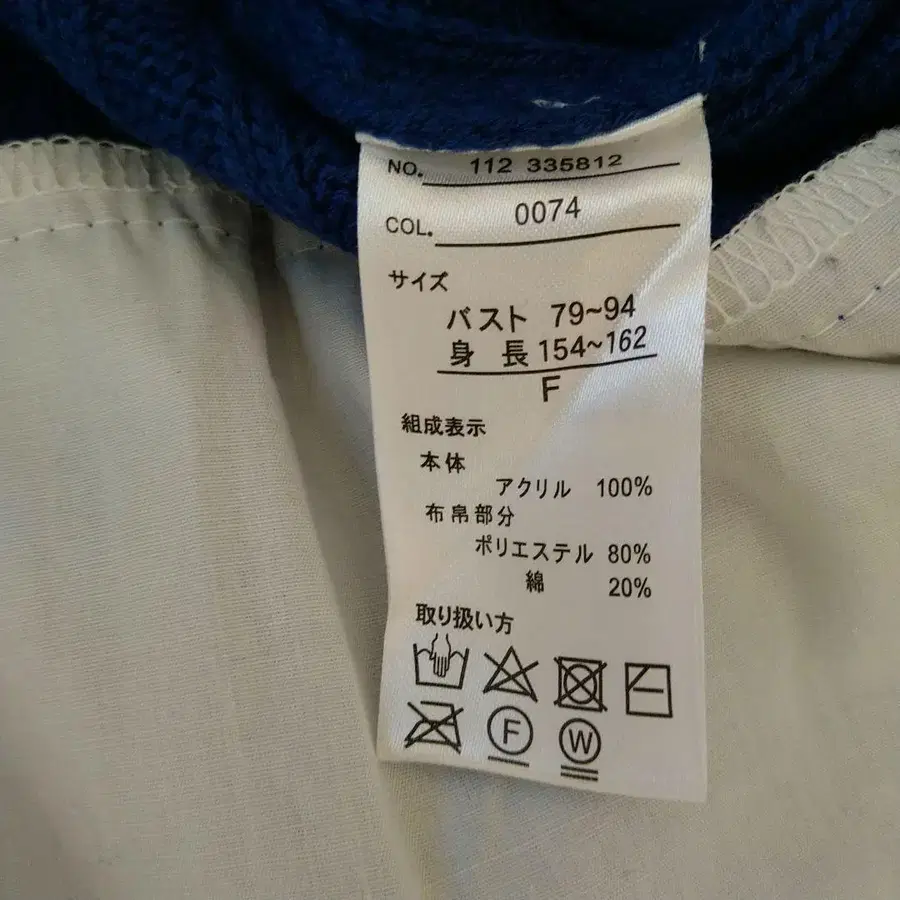 NO. 112 335812
COL. 0074
サイズ
バスト 79~94
身 長 154~162
F
組成表示
本体
アクリル 100%
布帛部分
ポリエステル 80%
綿 20%
取り扱い方
F
W